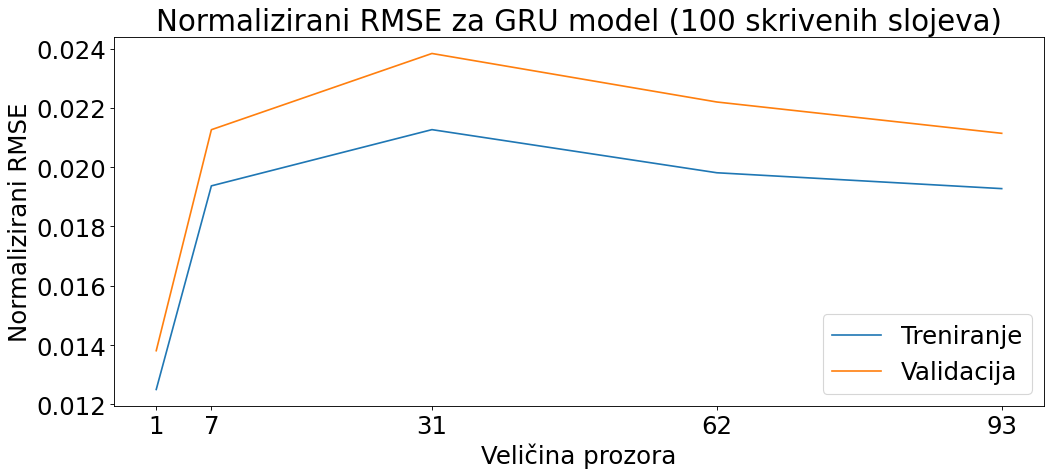 Normalizirani RMSE za GRU model (100 skrivenih slojeva)
Normalizirani RMSE
0.024
0.022
0.020
0.018
0.016
0.014
0.012
Treniranje
Validacija
1 7 31 62 93
Veličina prozora